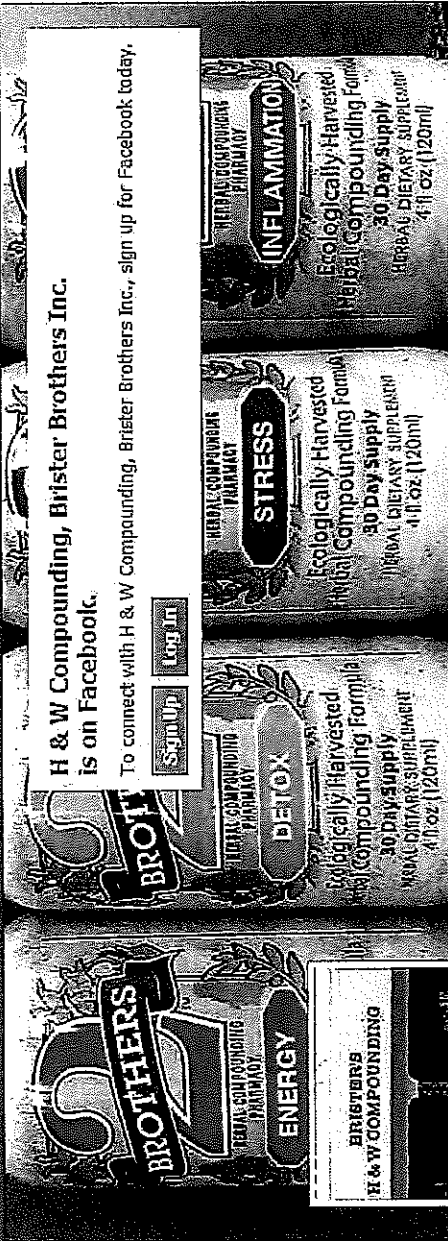 H & W Compounding, Brister Brothers Inc.
is on Facebook.
To connect with H & W Compounding, Brister Brothers Inc., sign up for Facebook today.
Sign Up
Log In
BROTHERS
HERBAL COMPOUNDING
PHARMACY
ENERGY
BRISTERS
H & W COMPOUNDING
BRO
HERBAL COMPOUNDING
PHARMACY
DETOX
Ecologically Harvested
Herbal Compounding Formula
30 Day Supply
HERBAL DIETARY SUPPLEMENT
4 fl oz (120ml)
HERBAL COMPOUNDING
PHARMACY
STRESS
Ecologically Harvested
Herbal Compounding Formula
30 Day Supply
HERBAL DIETARY SUPPLEMENT
4 fl oz (120ml)
HERBAL COMPOUNDING
PHARMACY
INFLAMMATION
Ecologically Harvested
Herbal Compounding Formula
30 Day Supply
HERBAL DIETARY SUPPLEMENT
4 fl oz (120ml)